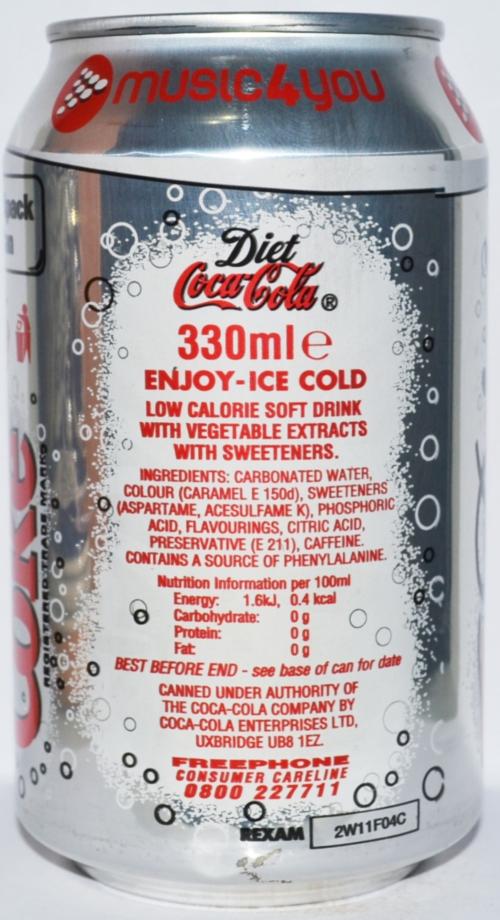 music4you
Diet
Coca-Cola ®
330ml e
ENJOY-ICE COLD
LOW CALORIE SOFT DRINK
WITH VEGETABLE EXTRACTS
WITH SWEETENERS.
INGREDIENTS: CARBONATED WATER,
COLOUR (CARAMEL E 150d), SWEETENERS
(ASPARTAME, ACESULFAME K), PHOSPHORIC
ACID, FLAVOURINGS, CITRIC ACID,
PRESERVATIVE (E 211), CAFFEINE.
CONTAINS A SOURCE OF PHENYLALANINE.
Nutrition Information per 100ml
Energy: 1.6kJ, 0.4 kcal
Carbohydrate: 0 g
Protein: 0 g
Fat: 0 g
BEST BEFORE END - see base of can for date
CANNED UNDER AUTHORITY OF
THE COCA-COLA COMPANY BY
COCA-COLA ENTERPRISES LTD,
UXBRIDGE UB8 1EZ.
FREEPHONE
CONSUMER CARELINE
0800 227711
REXAM 2W11F04C
REGISTERED TRADE MARKS